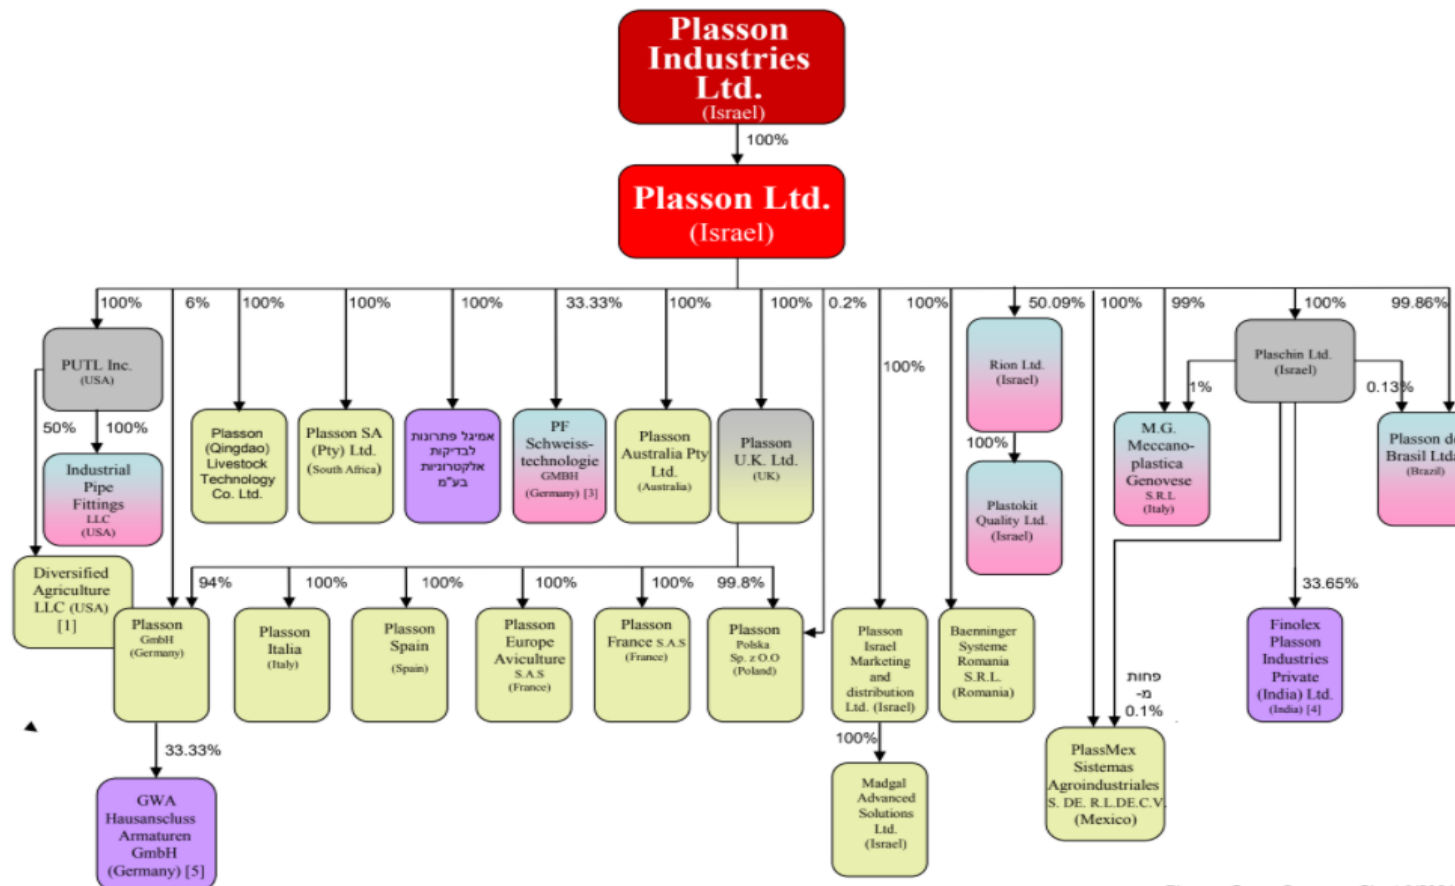 Plasson
Industries
Ltd.
(Israel)
100%
Plasson Ltd.
(Israel)
100%
6%
100%
100%
100%
33.33%
100%
100%
0.2%
100%
50.09%
100%
99%
100%
99.86%
PUTL Inc.
(USA)
Rion Ltd.
(Israel)
Plaschin Ltd.
(Israel)
100%
1%
0.13%
50%
100%
Plasson
(Qingdao)
Livestock
Technology
Co. Ltd.
Plasson SA
(Pty) Ltd.
(South Africa)
אמיגל פתרונות
לבדיקות
אלקטרוניות
בע"מ
PF
Schweiss-
technologie
GMBH
(Germany) [3]
Plasson
Australia Pty
Ltd.
(Australia)
Plasson
U.K. Ltd.
(UK)
100%
Plastokit
Quality Ltd.
(Israel)
M.G.
Meccano-
plastica
Genovese
S.R.L
(Italy)
Plasson do
Brasil Ltda
(Brazil)
Industrial
Pipe
Fittings
LLC
(USA)
Diversified
Agriculture
LLC (USA)
[1]
94%
100%
100%
100%
100%
99.8%
33.65%
Plasson
GmbH
(Germany)
Plasson
Italia
(Italy)
Plasson
Spain
(Spain)
Plasson
Europe
Aviculture
S.A.S
(France)
Plasson
France S.A.S
(France)
Plasson
Polska
Sp. z O.O
(Poland)
Plasson
Israel
Marketing
and
distribution
Ltd. (Israel)
Baenninger
Systeme
Romania
S.R.L.
(Romania)
פחות
מ-
0.1%
Finolex
Plasson
Industries
Private
(India) Ltd.
(India) [4]
33.33%
100%
GWA
Hausanscluss
Armaturen
GmbH
(Germany) [5]
Madgal
Advanced
Solutions
Ltd.
(Israel)
PlassMex
Sistemas
Agroindustriales
S. DE. R.L.DE.C.V.
(Mexico)